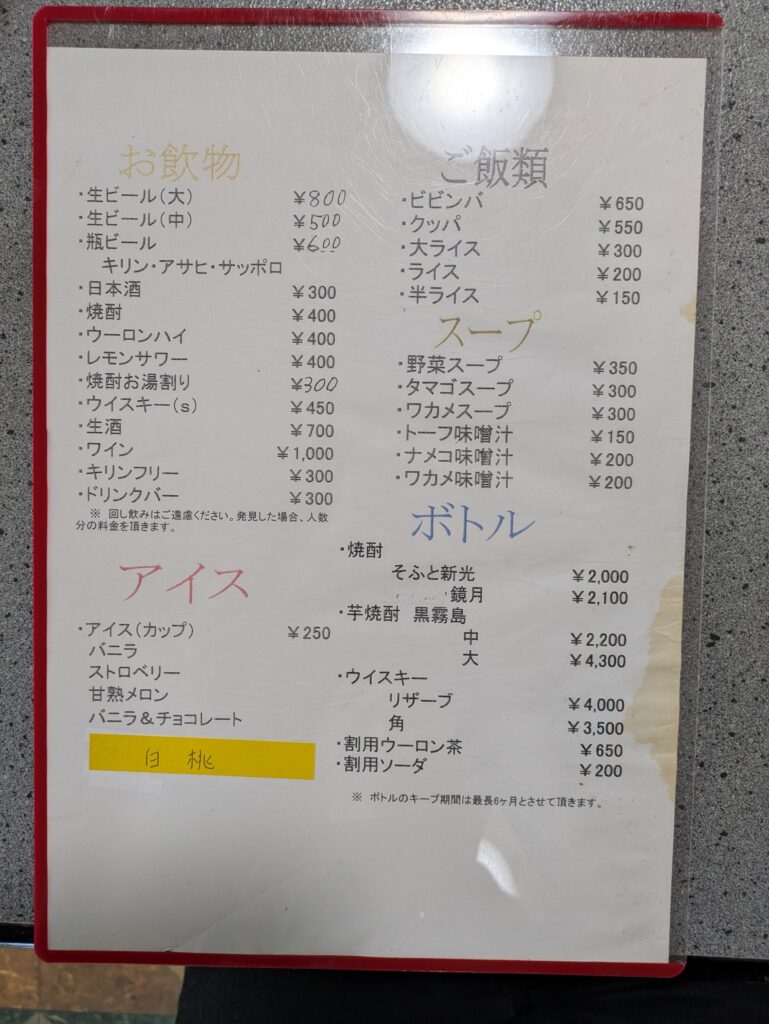 お飲物
・生ビール(大) ￥800
・生ビール(中) ￥500
・瓶ビール ￥600
キリン・アサヒ・サッポロ
・日本酒 ￥300
・焼酎 ￥400
・ウーロンハイ ￥400
・レモンサワー ￥400
・焼酎お湯割り ￥300
・ウイスキー(s) ￥450
・生酒 ￥700
・ワイン ￥1,000
・キリンフリー ￥300
・ドリンクバー ￥300
※ 回し飲みはご遠慮ください。発見した場合、人数
分の料金を頂きます。
アイス
・アイス(カップ) ￥250
バニラ
ストロベリー
甘熟メロン
バニラ＆チョコレート
白桃
ご飯類
・ビビンバ ￥650
・クッパ ￥550
・大ライス ￥300
・ライス ￥200
・半ライス ￥150
スープ
・野菜スープ ￥350
・タマゴスープ ￥300
・ワカメスープ ￥300
・トーフ味噌汁 ￥150
・ナメコ味噌汁 ￥200
・ワカメ味噌汁 ￥200
ボトル
・焼酎
そふと新光 ￥2,000
鏡月 ￥2,100
・芋焼酎 黒霧島
中 ￥2,200
大 ￥4,300
・ウイスキー
リザーブ ￥4,000
角 ￥3,500
・割用ウーロン茶 ￥650
・割用ソーダ ￥200
※ ボトルのキープ期間は最長6ヶ月とさせて頂きます。